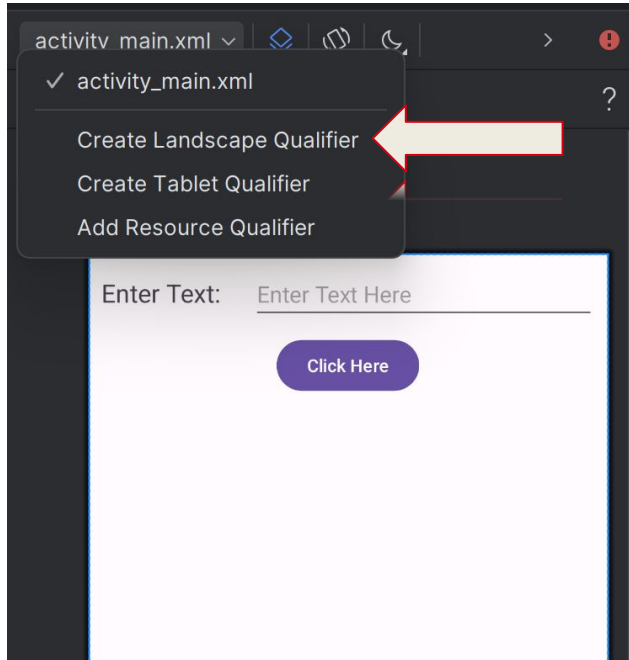 activity_main.xml
activity_main.xml
?
Create Landscape Qualifier
Create Tablet Qualifier
Add Resource Qualifier
Enter Text:
Enter Text Here
Click Here